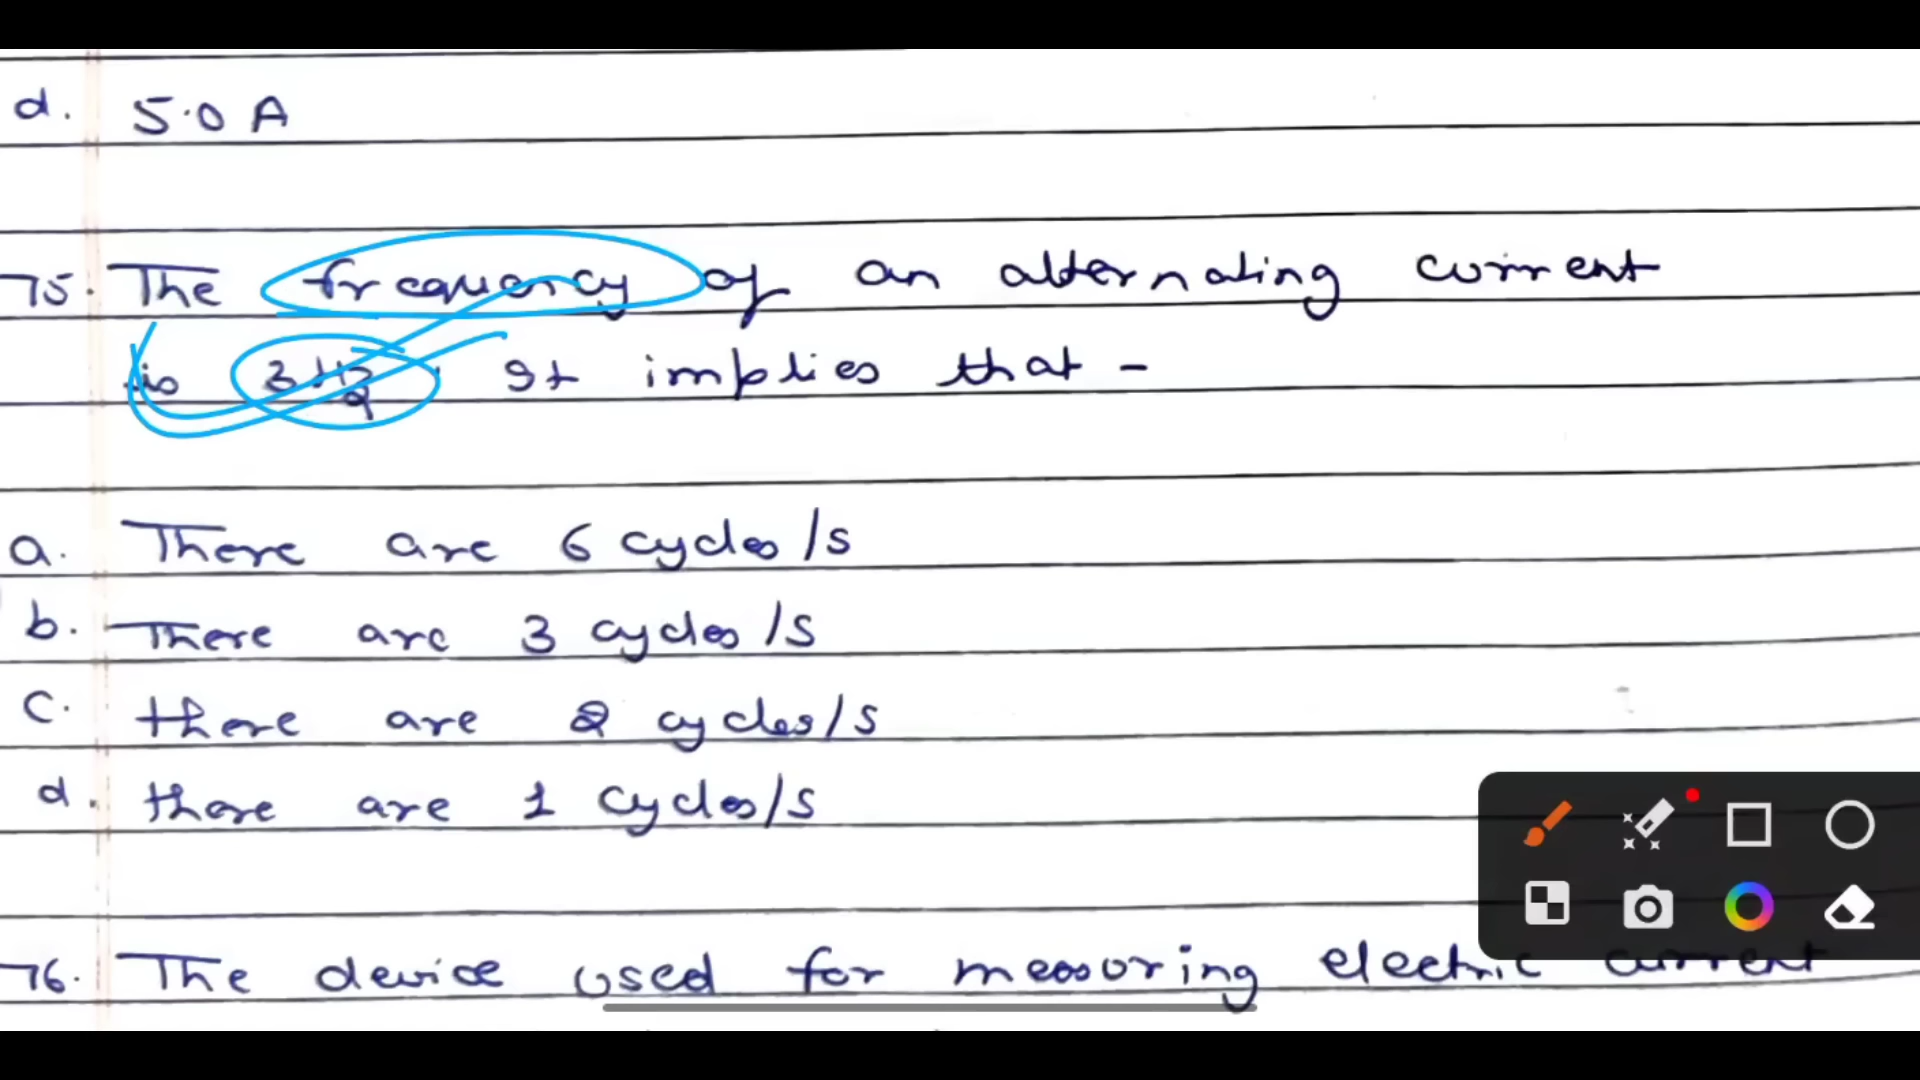 d. 5.0 A
75. The frequency of an alternating current
is 3Hz. It implies that -
a. There are 6 cycles/s
b. There are 3 cycles/s
c. there are 2 cycles/s
d. there are 1 cycles/s
76. The device used for measuring electric current